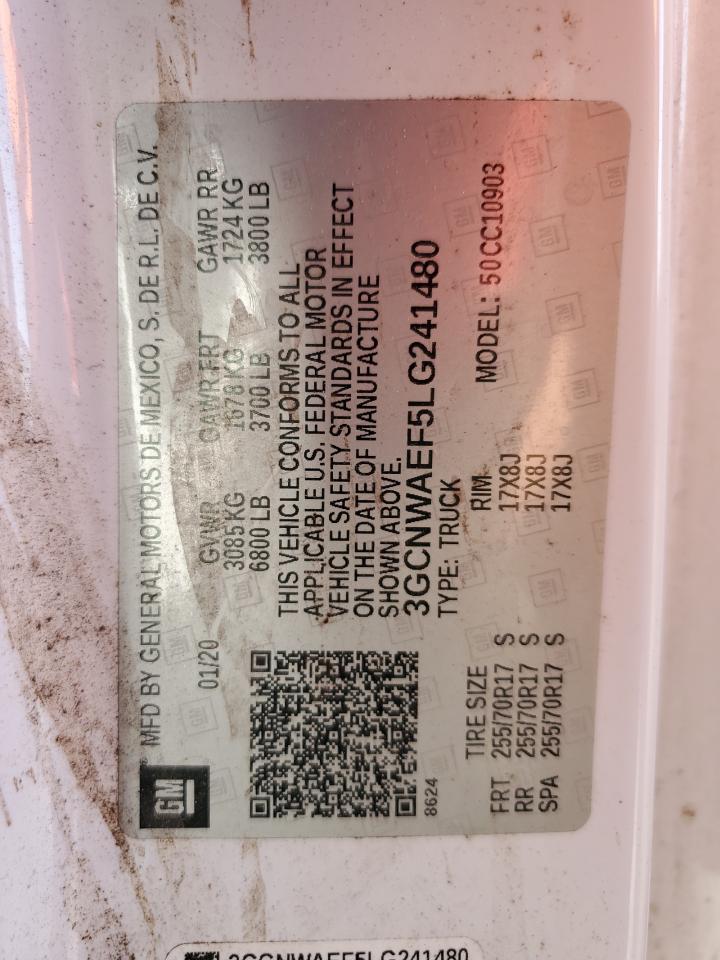 GM
MFD BY GENERAL MOTORS DE MEXICO, S. DE R.L. DE C.V.
01/20 GVWR GAWR FRT GAWR RR
3085 KG 1678 KG 1724 KG
6800 LB 3700 LB 3800 LB
THIS VEHICLE CONFORMS TO ALL
APPLICABLE U.S. FEDERAL MOTOR
VEHICLE SAFETY STANDARDS IN EFFECT
ON THE DATE OF MANUFACTURE
SHOWN ABOVE.
3GCNWAEF5LG241480
8624
TYPE: TRUCK
TIRE SIZE RIM MODEL: 50CC10903
FRT 255/70R17 S 17X8J
RR 255/70R17 S 17X8J
SPA 255/70R17 S 17X8J
3GCNWAEF5LG241480